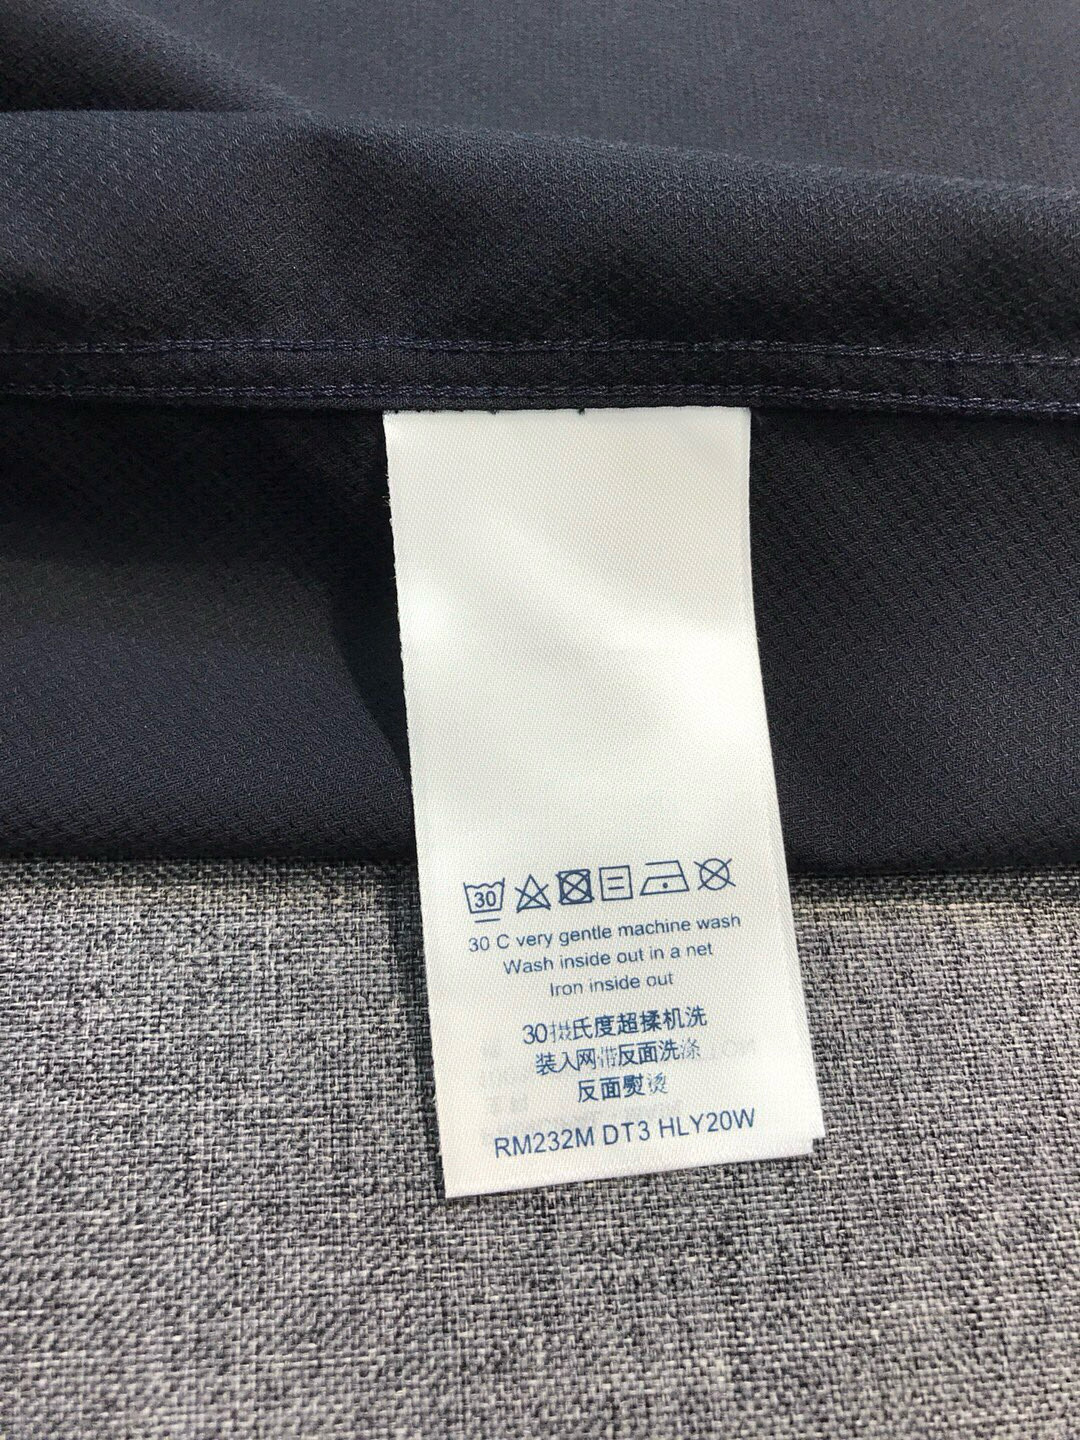 30
30 C very gentle machine wash
Wash inside out in a net
Iron inside out
30摄氏度超揉机洗
装入网带反面洗涤
反面熨烫
RM232M DT3 HLY20W